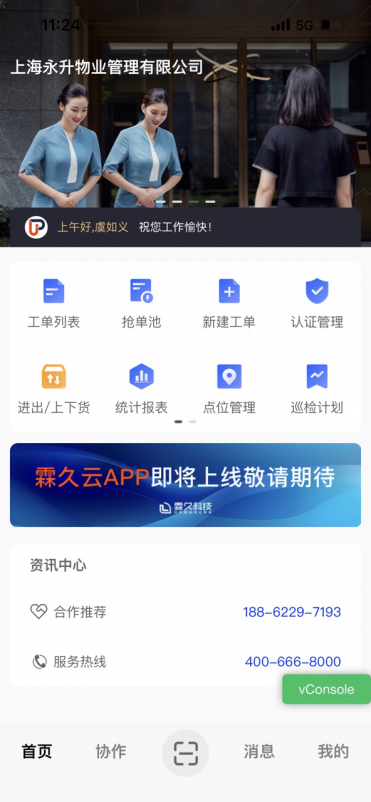 11:24
5G
上海永升物业管理有限公司
上午好,虞如义 祝您工作愉快!
工单列表 抢单池 新建工单 认证管理
进出/上下货 统计报表 点位管理 巡检计划
霖久云APP即将上线敬请期待
霖久科技
资讯中心
合作推荐 188-6229-7193
服务热线 400-666-8000
vConsole
首页 协作 消息 我的